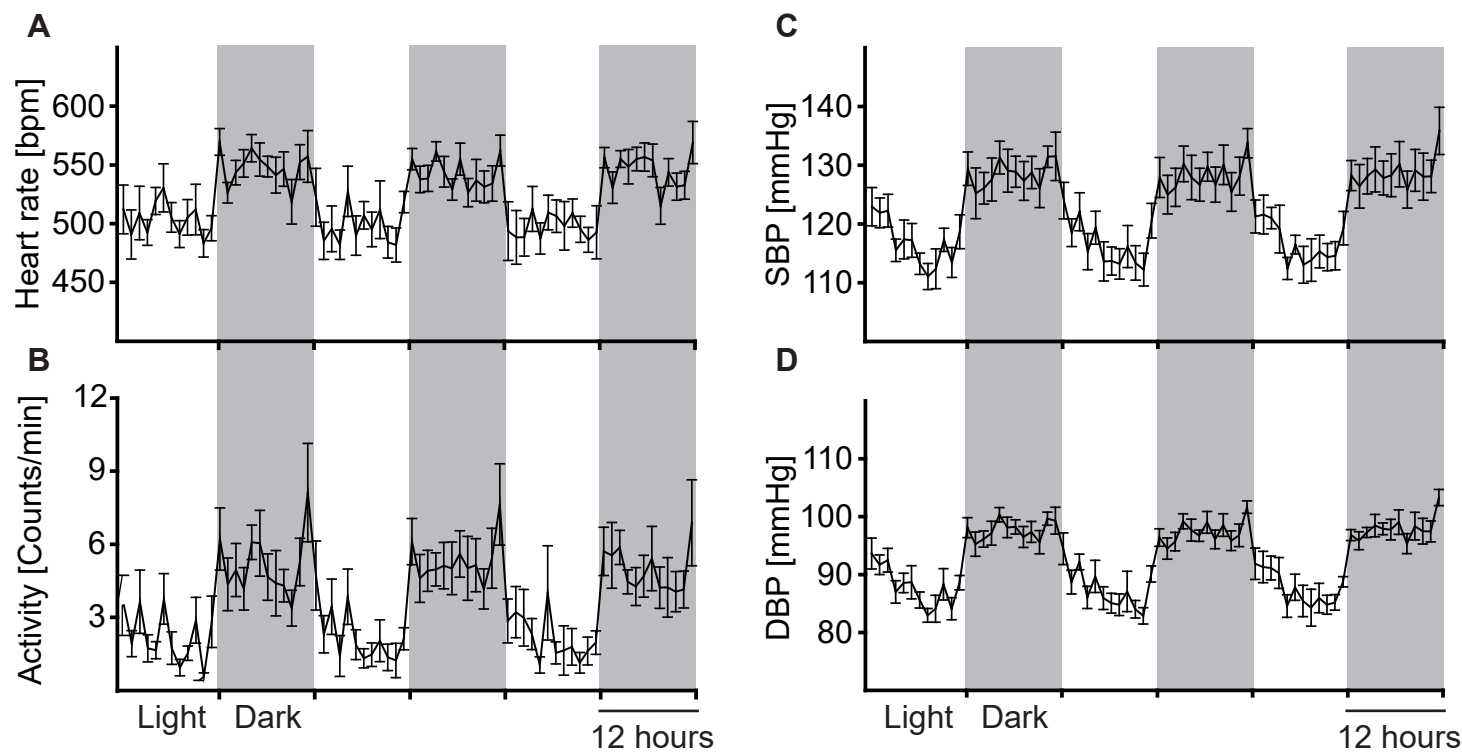 A
Heart rate [bpm]
600
550
500
450
B
Activity [Counts/min]
12
9
6
3
Light Dark
12 hours
C
SBP [mmHg]
140
130
120
110
D
DBP [mmHg]
110
100
90
80
Light Dark
12 hours